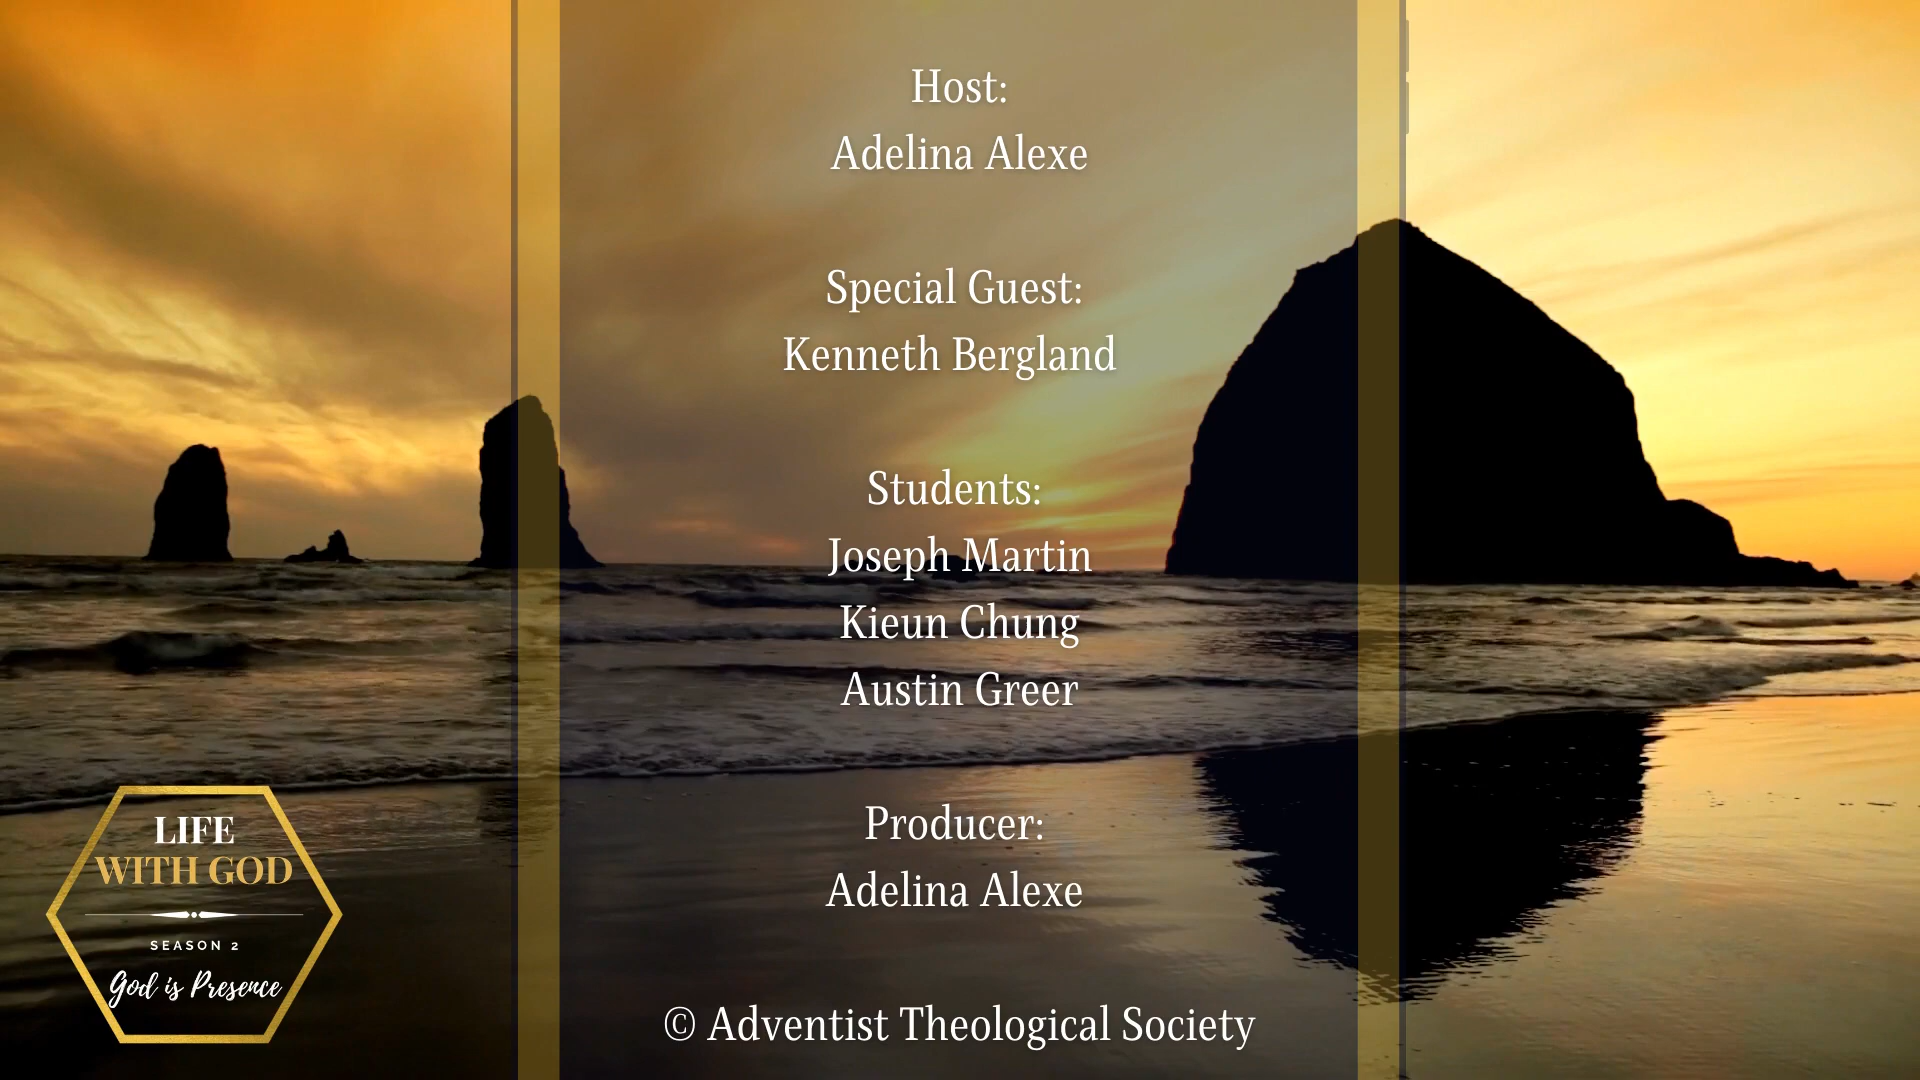 Host:
Adelina Alexe
Special Guest:
Kenneth Bergland
Students:
Joseph Martin
Kieun Chung
Austin Greer
Producer:
Adelina Alexe
© Adventist Theological Society
LIFE
WITH GOD
SEASON 2
God is Presence